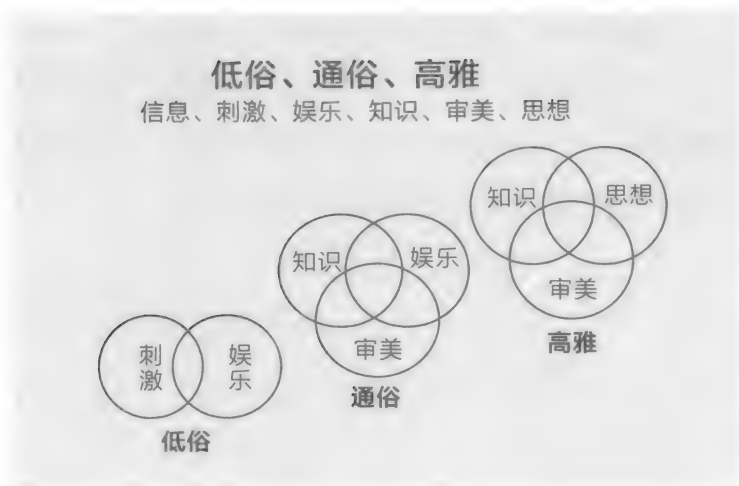 低俗、通俗、高雅
信息、刺激、娱乐、知识、审美、思想
知识
思想
审美
高雅
知识
娱乐
审美
通俗
刺激
娱乐
低俗